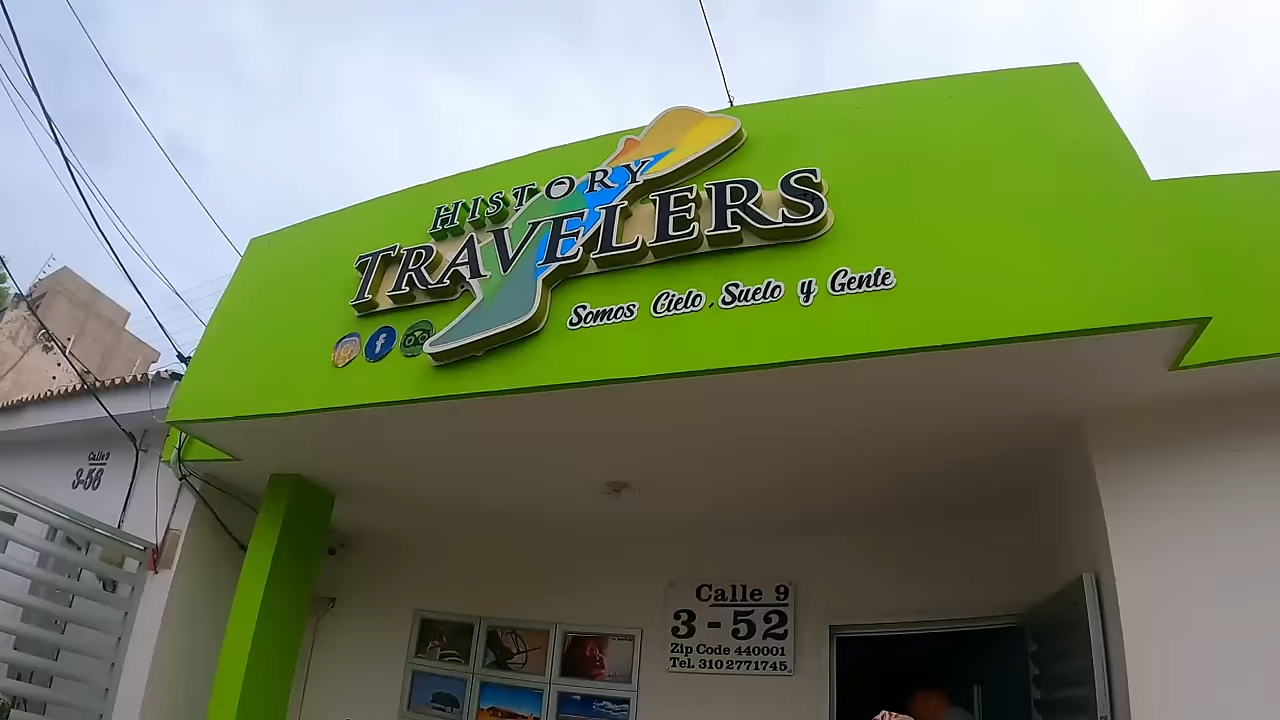 HISTORY
TRAVELERS
Somos Cielo, Suelo y Gente
Calle 9
3-58
Calle 9
3-52
Zip Code 440001
Tel. 310 2771745